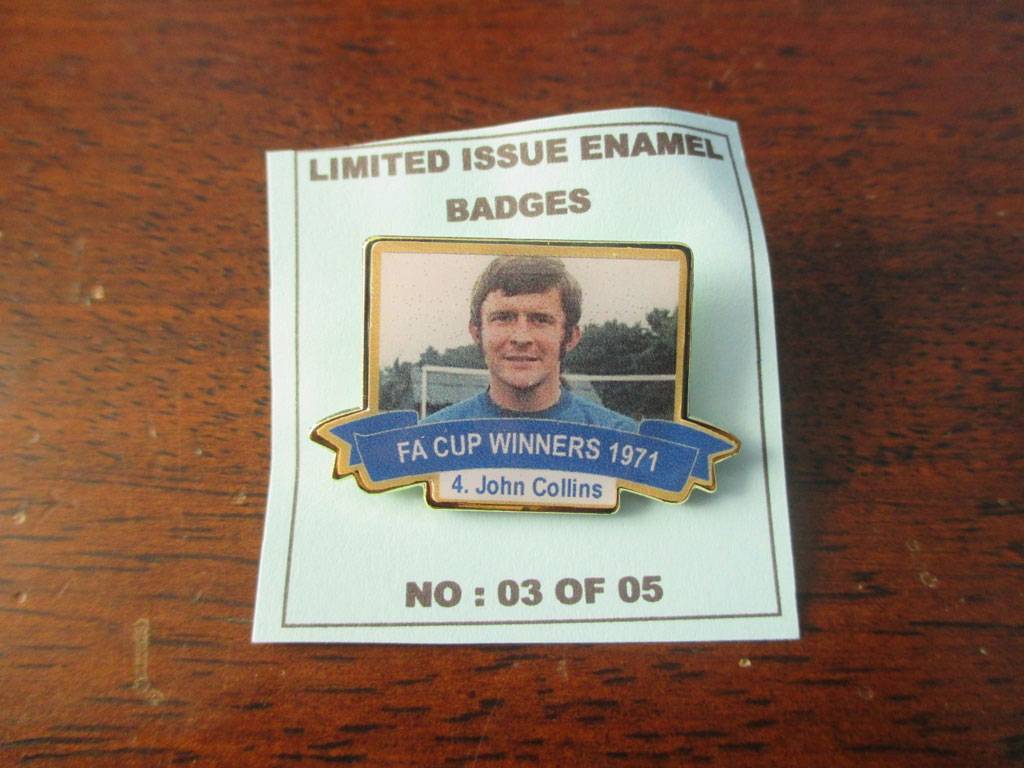 LIMITED ISSUE ENAMEL
BADGES
FA CUP WINNERS 1971
4. John Collins
NO : 03 OF 05